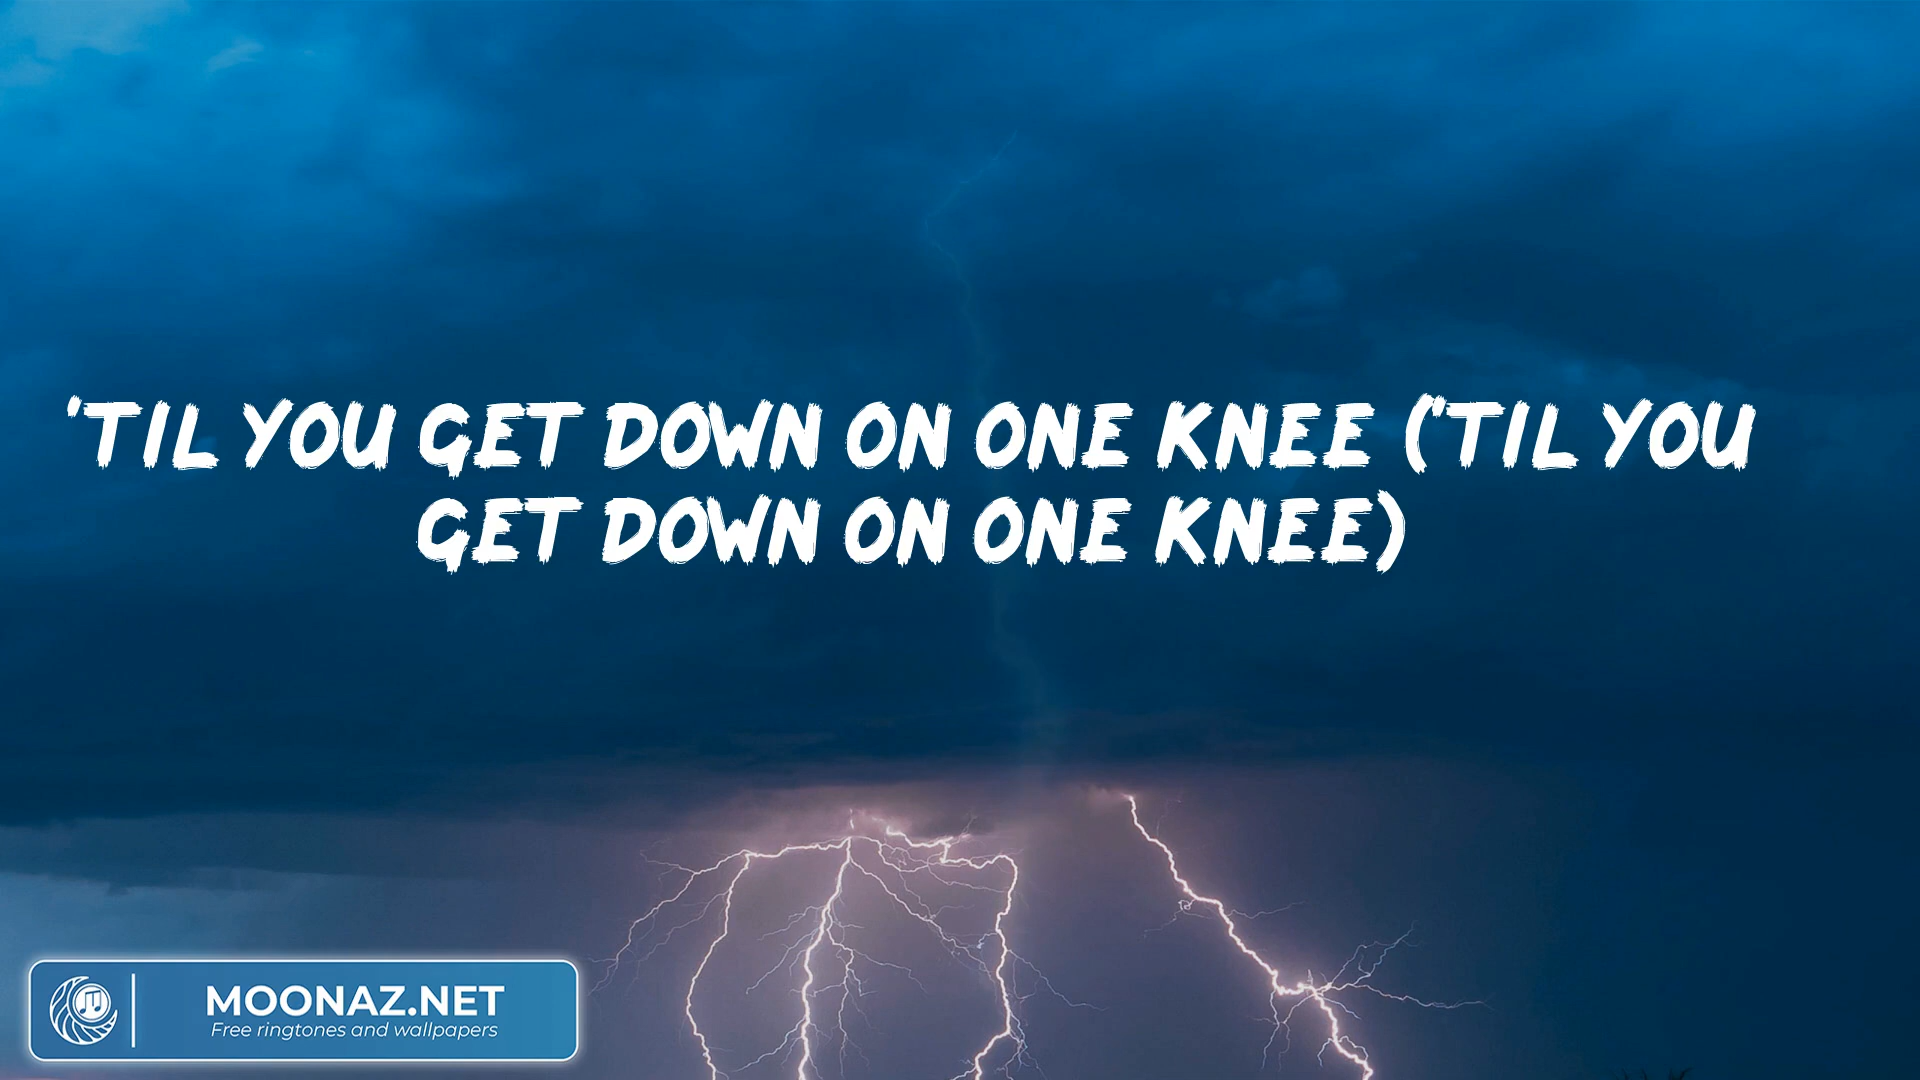 'TIL YOU GET DOWN ON ONE KNEE ('TIL YOU
GET DOWN ON ONE KNEE)
MOONAZ.NET
Free ringtones and wallpapers